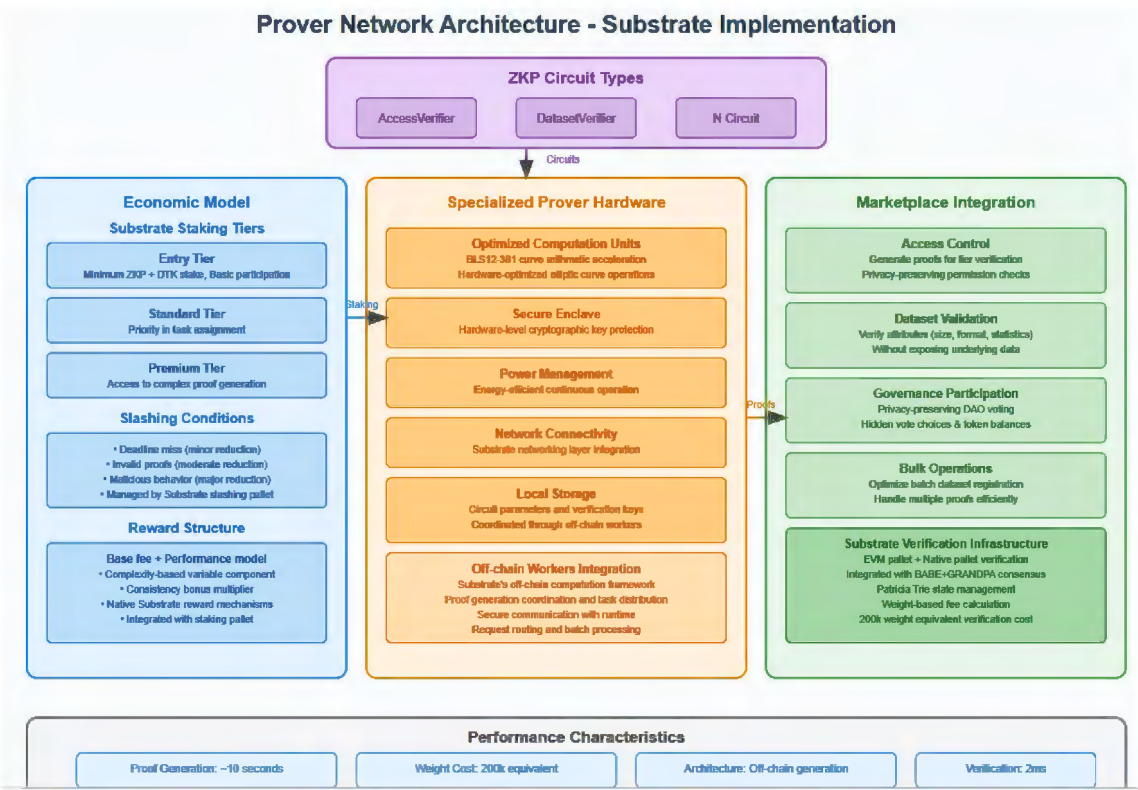 Prover Network Architecture - Substrate Implementation
ZKP Circuit Types
AccessVerifier
DatasetVerifier
N Circuit
Circuits
Economic Model
Substrate Staking Tiers
Entry Tier
Minimum ZKP + DTK stake, Basic participation
Standard Tier
Priority in task assignment
Premium Tier
Access to complex proof generation
Slashing Conditions
• Deadline miss (minor reduction)
• Invalid proofs (moderate reduction)
• Malicious behavior (major reduction)
• Managed by Substrate slashing pallet
Reward Structure
Base fee + Performance model
• Complexity-based variable component
• Consistency bonus multiplier
• Native Substrate reward mechanisms
• Integrated with staking pallet
Staking
Specialized Prover Hardware
Optimized Computation Units
BLS12-381 curve arithmetic acceleration
Hardware-optimized elliptic curve operations
Secure Enclave
Hardware-level cryptographic key protection
Power Management
Energy-efficient continuous operation
Network Connectivity
Substrate networking layer integration
Local Storage
Circuit parameters and verification keys
Coordinated through off-chain workers
Off-chain Workers Integration
Substrate's off-chain computation framework
Proof generation coordination and task distribution
Secure communication with runtime
Request routing and batch processing
Proofs
Marketplace Integration
Access Control
Generate proofs for tier verification
Privacy-preserving permission checks
Dataset Validation
Verify attributes (size, format, statistics)
Without exposing underlying data
Governance Participation
Privacy-preserving DAO voting
Hidden vote choices & token balances
Bulk Operations
Optimize batch dataset registration
Handle multiple proofs efficiently
Substrate Verification Infrastructure
EVM pallet + Native pallet verification
Integrated with BABE+GRANDPA consensus
Patricia Trie state management
Weight-based fee calculation
200k weight equivalent verification cost
Performance Characteristics
Proof Generation: ~10 seconds
Weight Cost: 200k equivalent
Architecture: Off-chain generation
Verification: 2ms